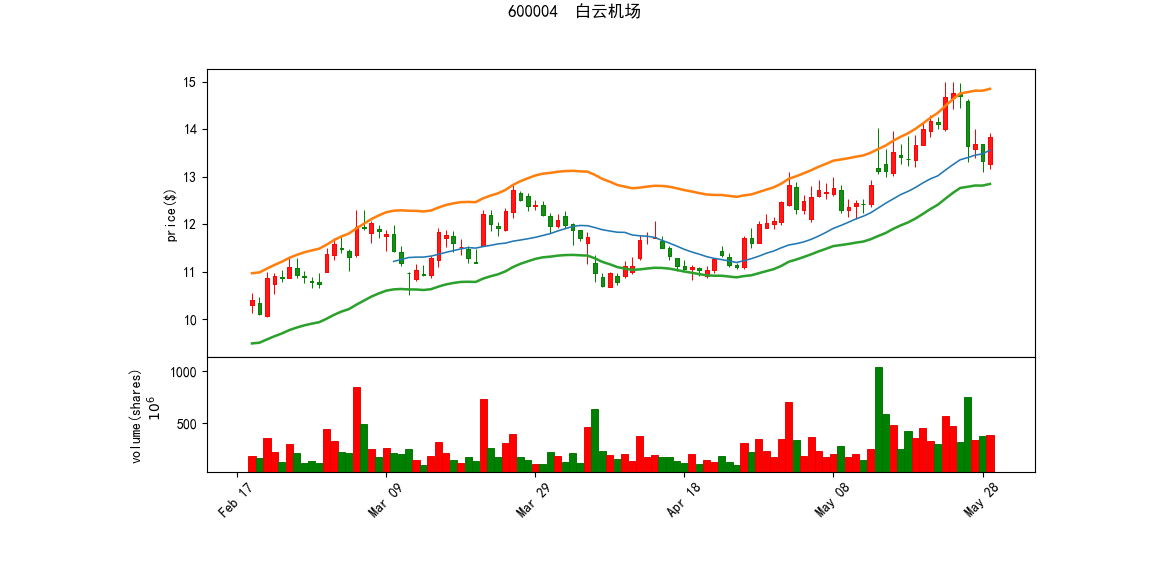 600004 白云机场
15
14
13
12
11
10
price($)
1000
500
volume(shares)
10^6
Feb 17
Mar 09
Mar 29
Apr 18
May 08
May 28